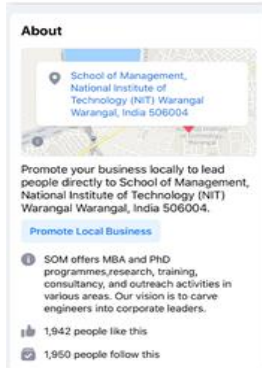 About
School of Management,
National Institute of
Technology (NIT) Warangal
Warangal, India 506004
Promote your business locally to lead
people directly to School of Management,
National Institute of Technology (NIT)
Warangal Warangal, India 506004.
Promote Local Business
SOM offers MBA and PhD
programmes,research, training,
consultancy, and outreach activities in
various areas. Our vision is to carve
engineers into corporate leaders.
1,942 people like this
1,950 people follow this